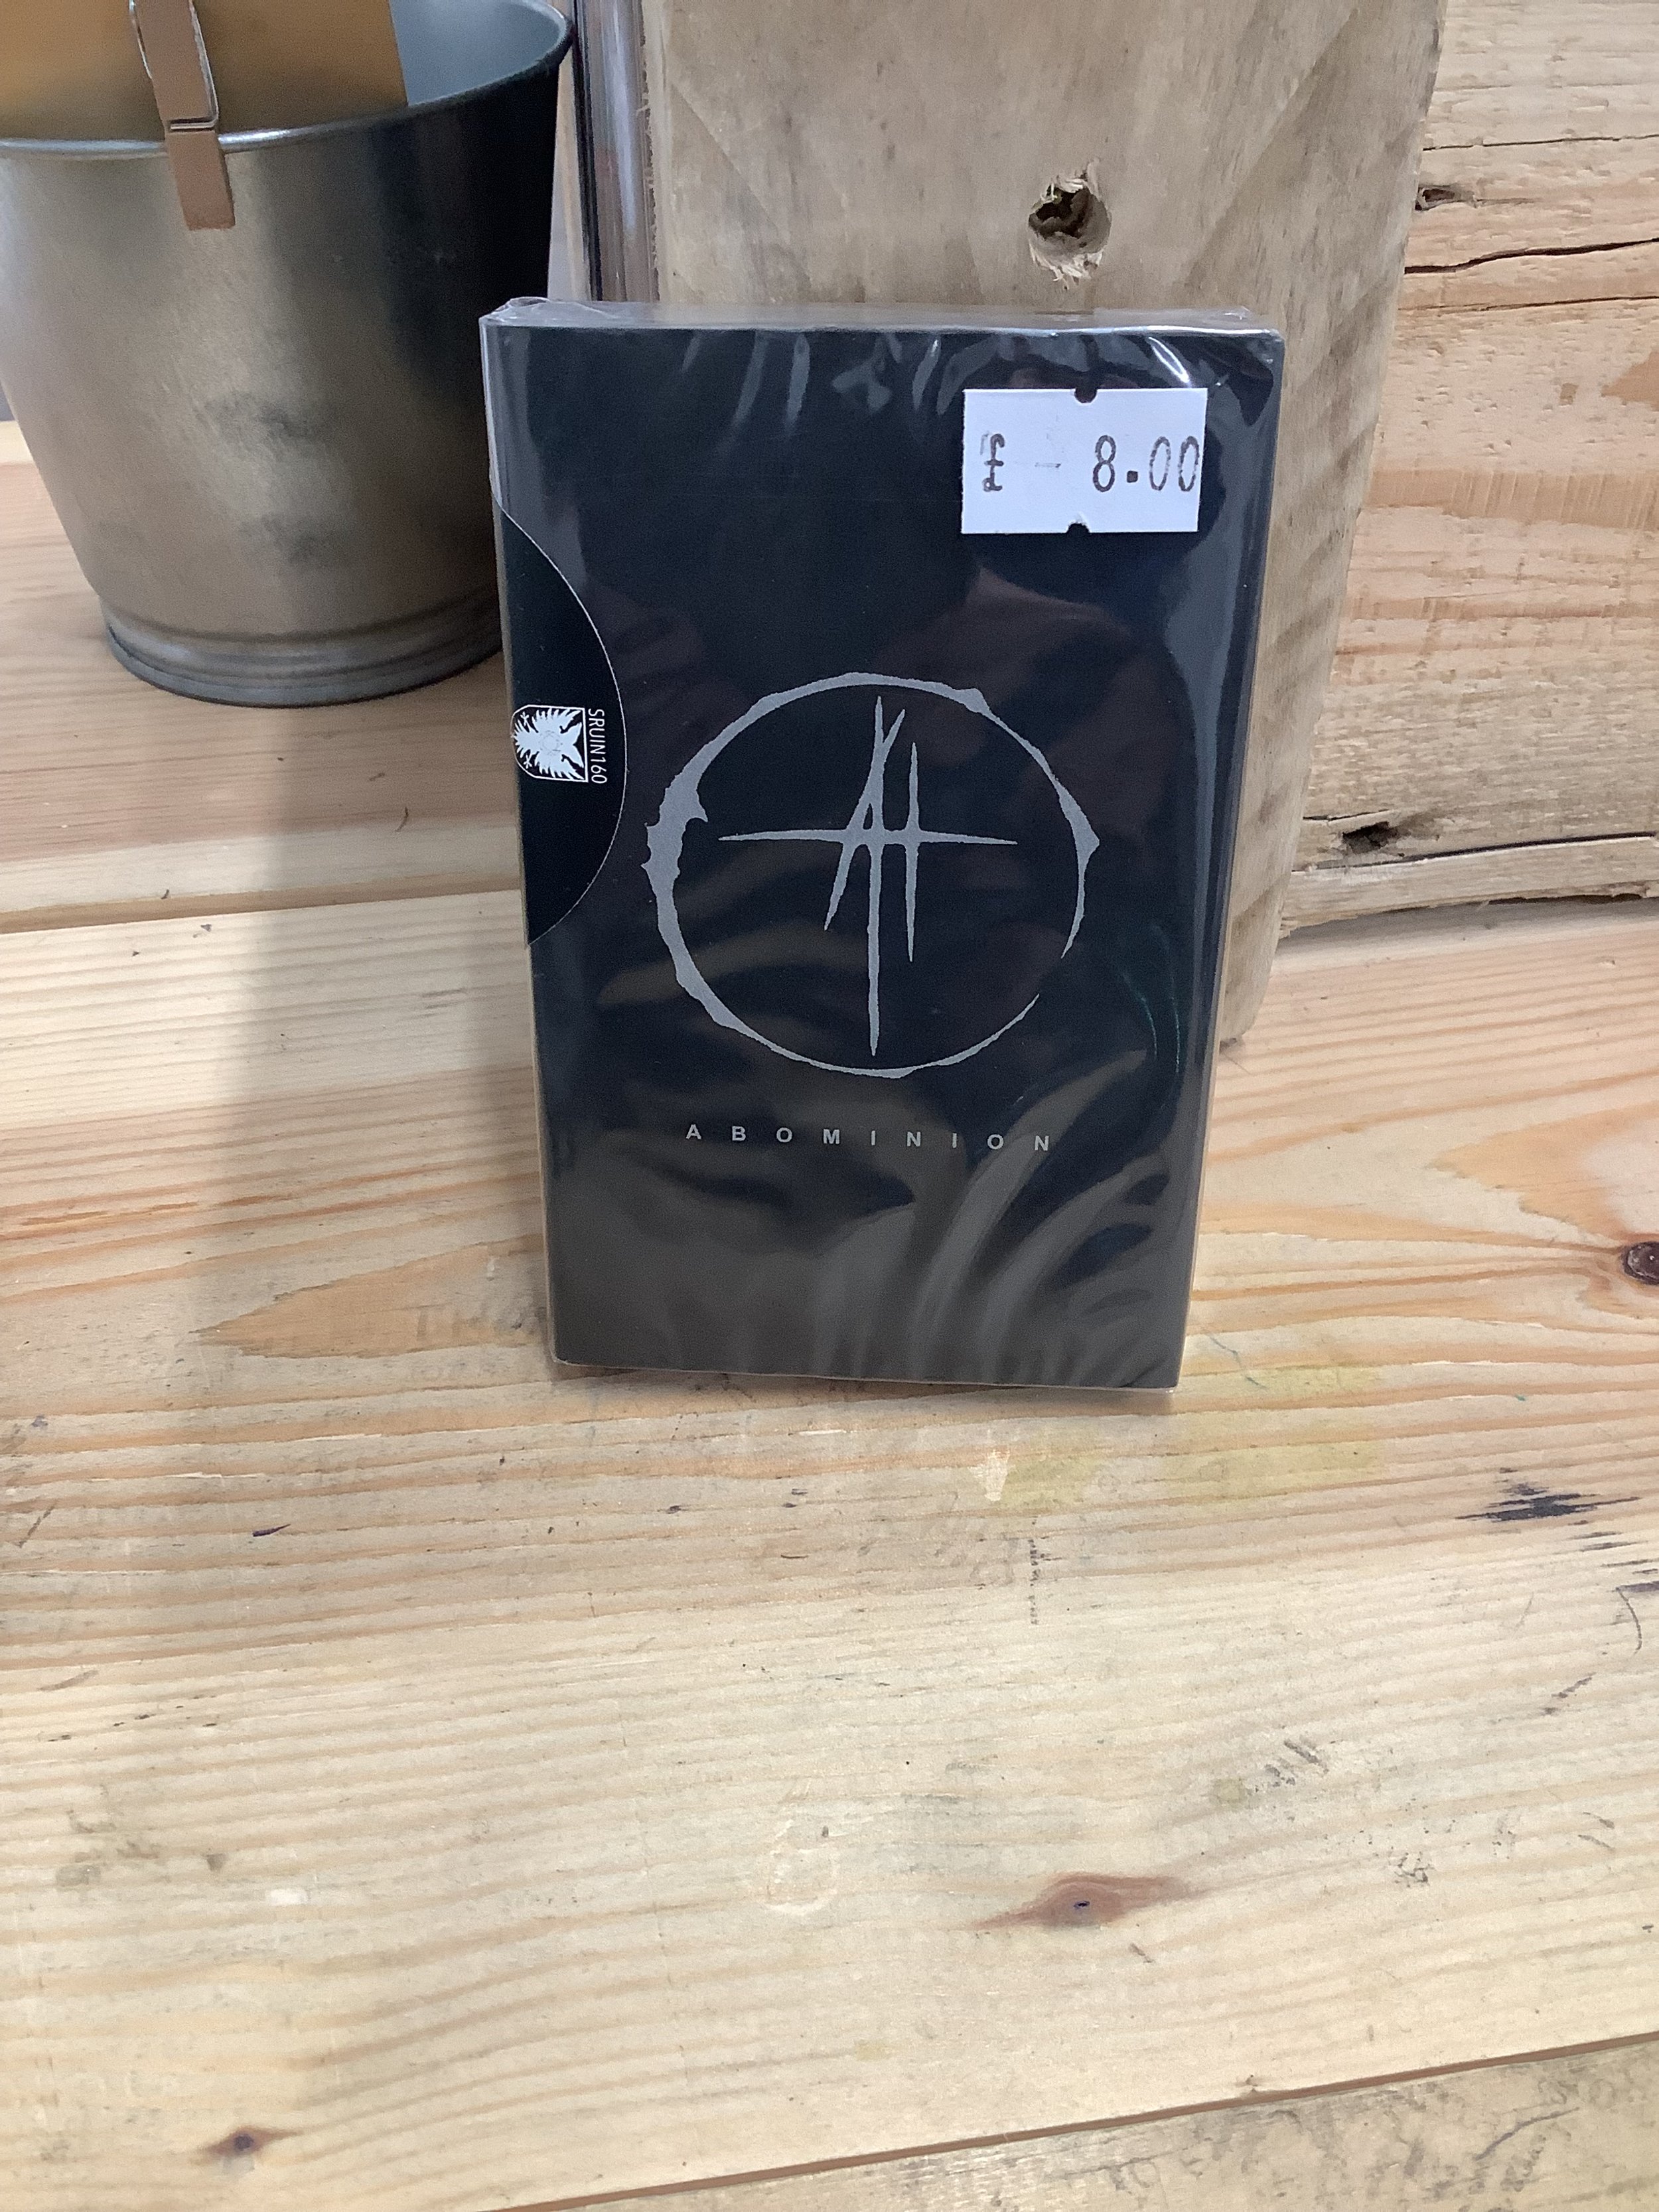 £ - 8.00
SRUIN160
ABOMINION